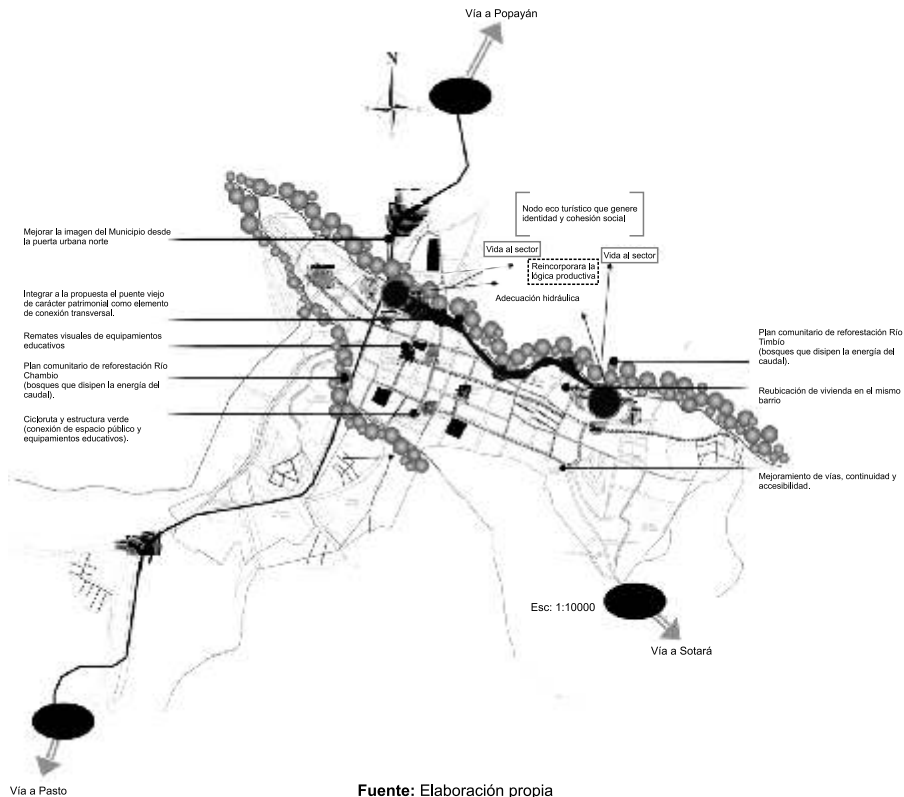 Vía a Popayán
N
Nodo eco turístico que genere
identidad y cohesión social
Mejorar la imagen del Municipio desde
la puerta urbana norte
Vida al sector
Vida al sector
Reincorporara la
lógica productiva
Integrar a la propuesta el puente viejo
de carácter patrimonial como elemento
de conexión transversal.
Adecuación hidráulica
Remates visuales de equipamientos
educativos
Plan comunitario de reforestación Río
Timbío
(bosques que disipen la energía del
caudal).
Plan comunitario de reforestación Río
Chambio
(bosques que disipen la energía del
caudal).
Reubicación de vivienda en el mismo
barrio
Cicloruta y estructura verde
(conexión de espacio público y
equipamientos educativos).
Mejoramiento de vías, continuidad y
accesibilidad.
Esc: 1:10000
Vía a Sotará
Vía a Pasto
Fuente: Elaboración propia